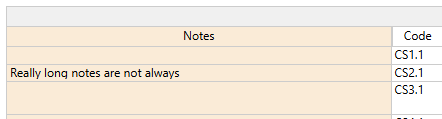 Notes Code
CS1.1
Really long notes are not always CS2.1
CS3.1